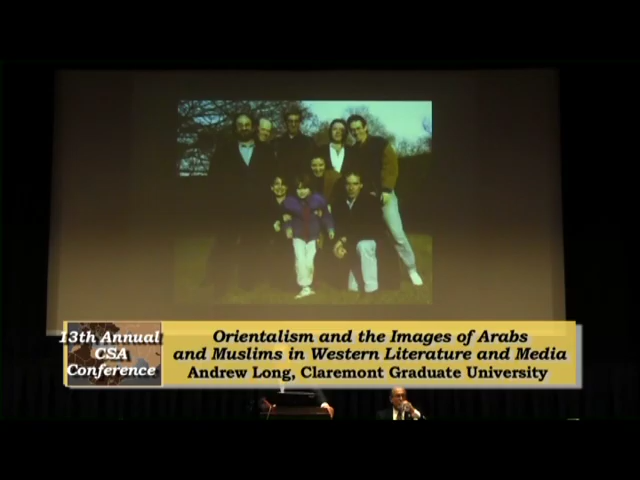 13th Annual
CSA
Conference
Orientalism and the Images of Arabs
and Muslims in Western Literature and Media
Andrew Long, Claremont Graduate University